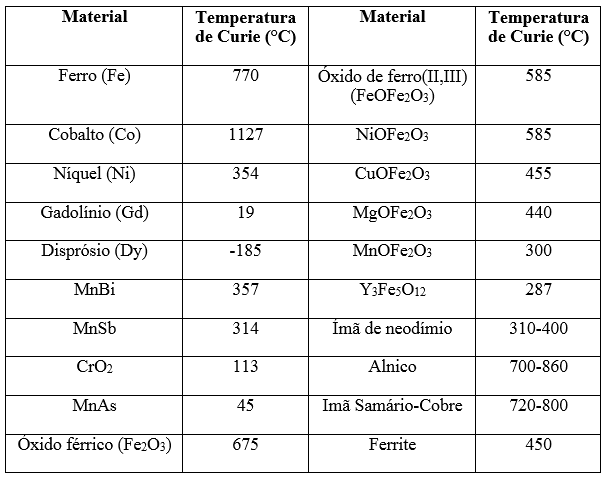 Material Temperatura de Curie (°C) Material Temperatura de Curie (°C)
Ferro (Fe) 770 Óxido de ferro(II,III) (FeOFe₂O₃) 585
Cobalto (Co) 1127 NiOFe₂O₃ 585
Níquel (Ni) 354 CuOFe₂O₃ 455
Gadolínio (Gd) 19 MgOFe₂O₃ 440
Disprósio (Dy) -185 MnOFe₂O₃ 300
MnBi 357 Y₃Fe₅O₁₂ 287
MnSb 314 Ímã de neodímio 310-400
CrO₂ 113 Alnico 700-860
MnAs 45 Imã Samário-Cobre 720-800
Óxido férrico (Fe₂O₃) 675 Ferrite 450